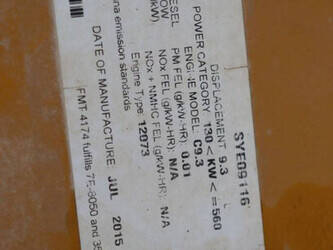 SYE09116
DISPLACEMENT: 9.3 L
POWER CATEGORY: 130 < KW < =560
ENGINE MODEL: C9.3
PM FEL (g/kW-HR): 0.01
NOx FEL (g/kW-HR): N/A
NOx + NMHC FEL (g/kW-HR): N/A
Engine Type: 12073
emission standards
DATE OF MANUFACTURE: JUL 2015
FMT 4174 fulfills